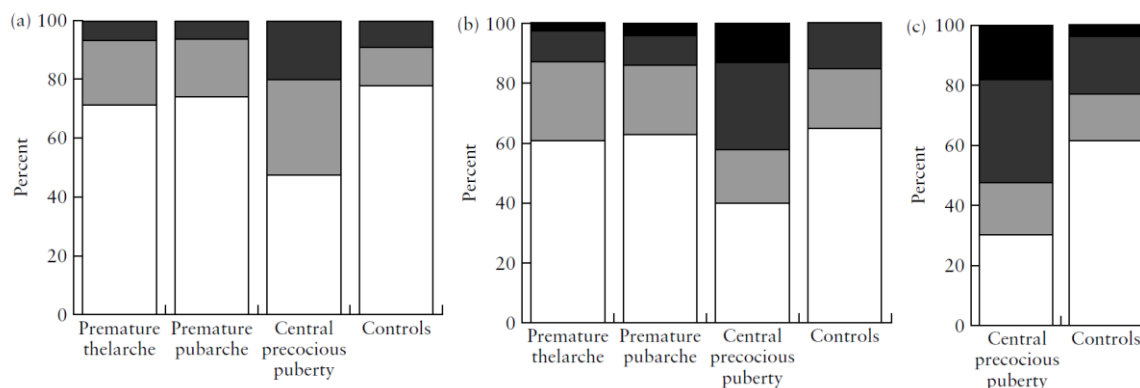 (a)
100
80
60
40
20
0
Percent
Premature
thelarche
Premature
pubarche
Central
precocious
puberty
Controls
(b)
100
80
60
40
20
0
Percent
Premature
thelarche
Premature
pubarche
Central
precocious
puberty
Controls
(c)
100
80
60
40
20
0
Percent
Central
precocious
puberty
Controls